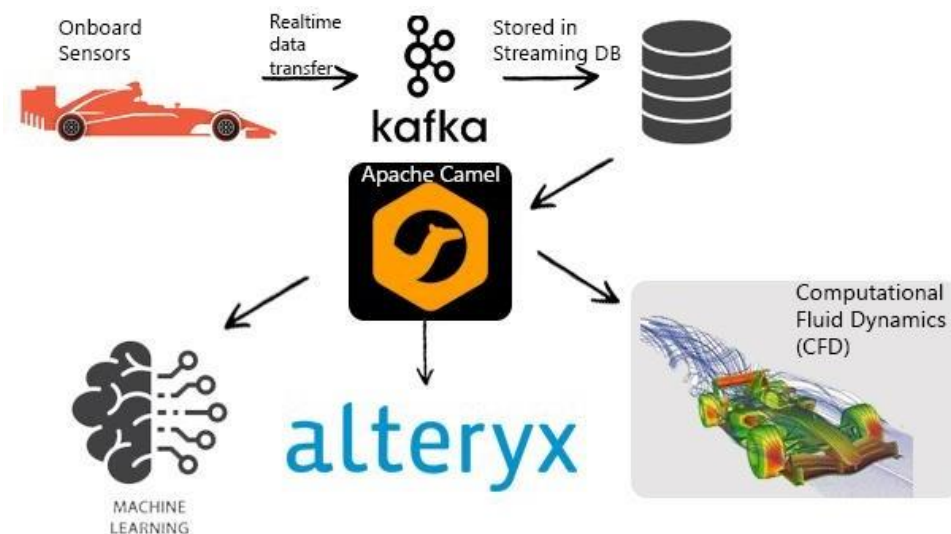 Onboard
Sensors
Realtime
data
transfer
kafka
Stored in
Streaming DB
Apache Camel
MACHINE
LEARNING
alteryx
Computational
Fluid Dynamics
(CFD)